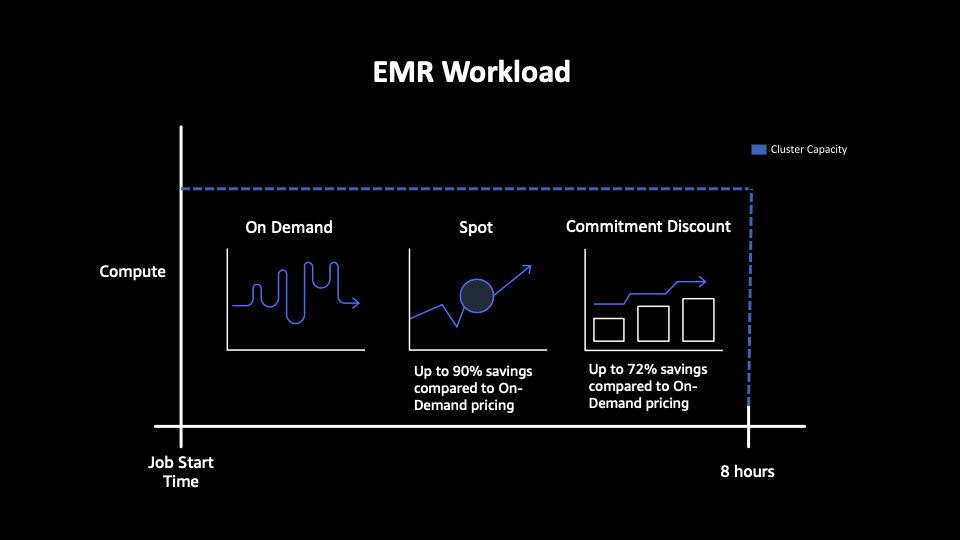 EMR Workload
Cluster Capacity
On Demand
Spot
Commitment Discount
Compute
Up to 90% savings
compared to On-
Demand pricing
Up to 72% savings
compared to On-
Demand pricing
Job Start
Time
8 hours